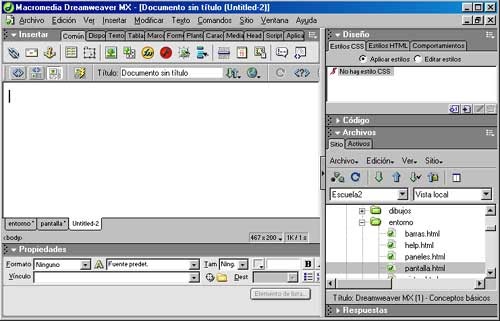 Macromedia Dreamweaver MX - [Documento sin título (Untitled-2)]
Archivo Edición Ver Insertar Modificar Texto Comandos Sitio Ventana Ayuda
Insertar Común Dispo Texto Tabla Marc Form Planti Carac Medic Head Script Aplica
Título: Documento sin título
entorno* pantalla* Untitled-2
<body> 467 x 200 1K / 1 s
Propiedades
Formato Ninguno A Fuente predet. Tam. Ning. B
Vínculo Dest
Elemento de lista...
Diseño
Estilos CSS Estilos HTML Comportamientos
Aplicar estilos Editar estilos
No hay estilo CSS
Código
Archivos
Sitio Activos
Archivo Edición Ver Sitio
Escuela2 Vista local
dibujos
entorno
barras.html
help.html
paneles.html
pantalla.html
Título: Dreamweaver MX (1) - Conceptos básicos
Respuestas